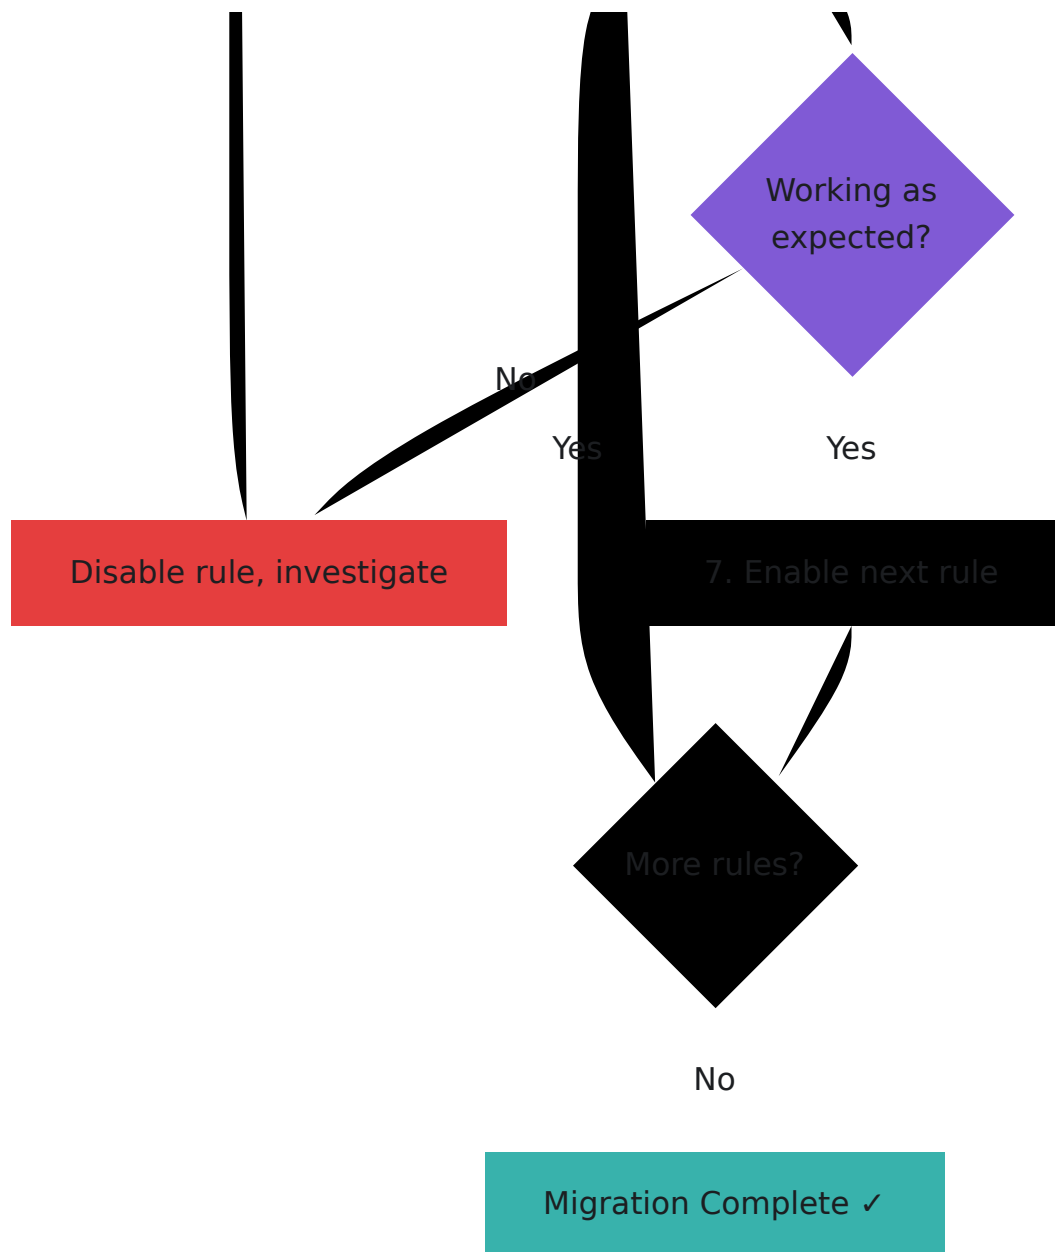 Working as
expected?
No
Yes
Yes
Disable rule, investigate
7. Enable next rule
More rules?
No
Migration Complete ✓